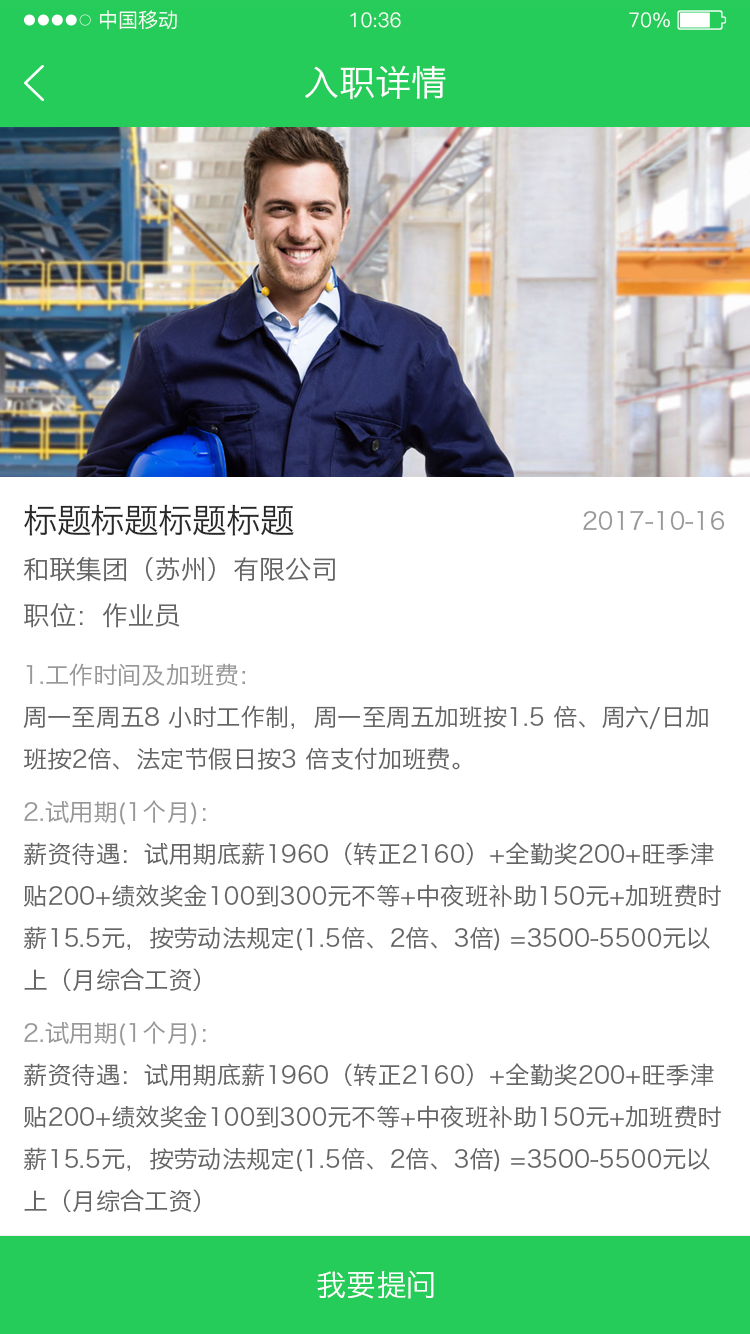 中国移动 10:36 70%
入职详情
标题标题标题标题 2017-10-16
和联集团（苏州）有限公司
职位：作业员
1.工作时间及加班费：
周一至周五8 小时工作制，周一至周五加班按1.5 倍、周六/日加
班按2倍、法定节假日按3 倍支付加班费。
2.试用期(1个月)：
薪资待遇：试用期底薪1960（转正2160）+全勤奖200+旺季津
贴200+绩效奖金100到300元不等+中夜班补助150元+加班费时
薪15.5元，按劳动法规定(1.5倍、2倍、3倍) =3500-5500元以
上（月综合工资）
2.试用期(1个月)：
薪资待遇：试用期底薪1960（转正2160）+全勤奖200+旺季津
贴200+绩效奖金100到300元不等+中夜班补助150元+加班费时
薪15.5元，按劳动法规定(1.5倍、2倍、3倍) =3500-5500元以
上（月综合工资）
我要提问